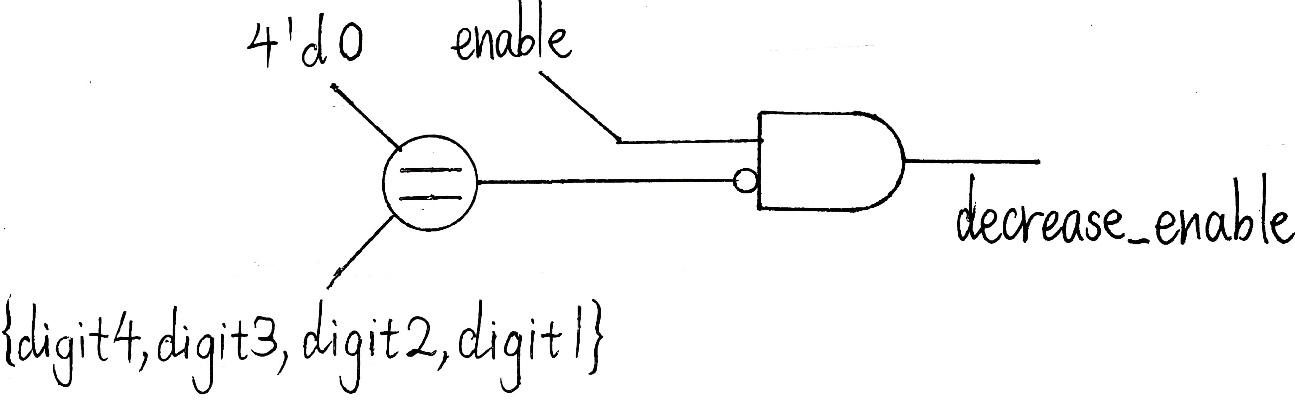 4'd0
enable
=
decrease_enable
{digit4,digit3,digit2,digit1}